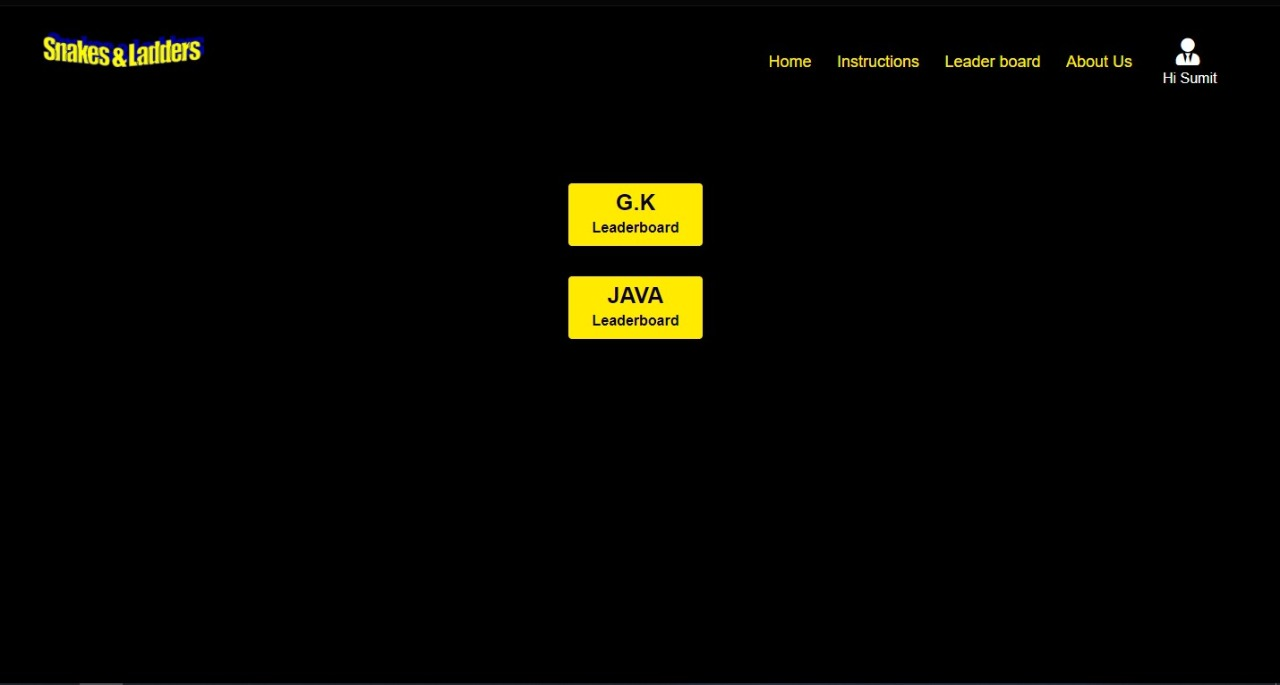 Snakes & Ladders
Home Instructions Leader board About Us
Hi Sumit
G.K
Leaderboard
JAVA
Leaderboard